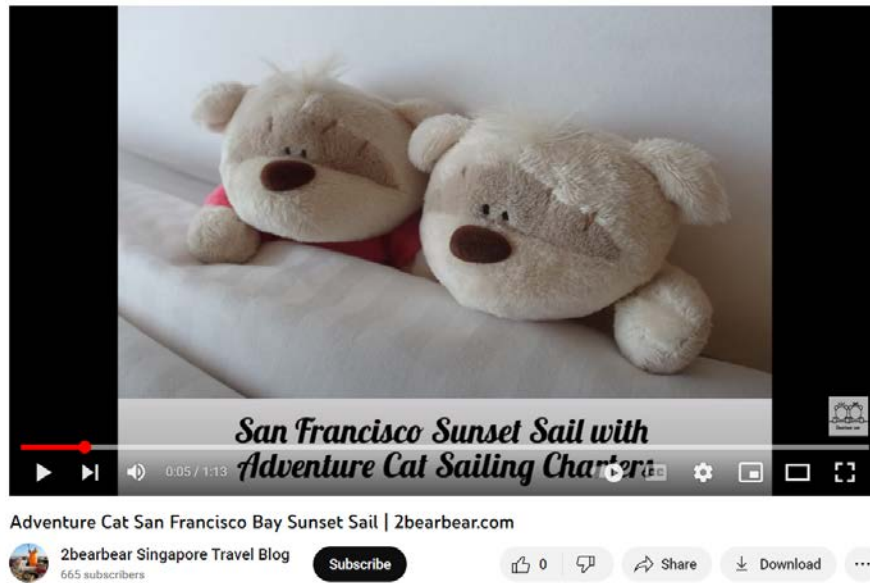 San Francisco Sunset Sail with
Adventure Cat Sailing Charters
0:05 / 1:13
Adventure Cat San Francisco Bay Sunset Sail | 2bearbear.com
2bearbear Singapore Travel Blog
665 subscribers
Subscribe
0
Share
Download